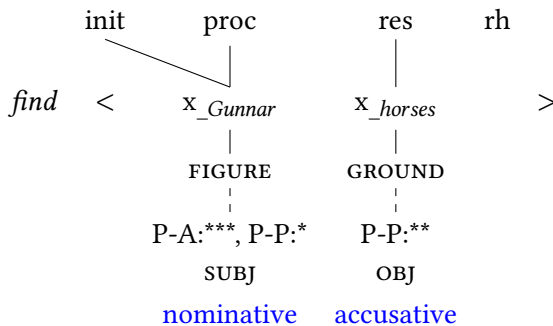 init proc res rh
find < x_Gunnar x_horses >
FIGURE GROUND
P-A:***, P-P:* P-P:**
SUBJ OBJ
nominative accusative